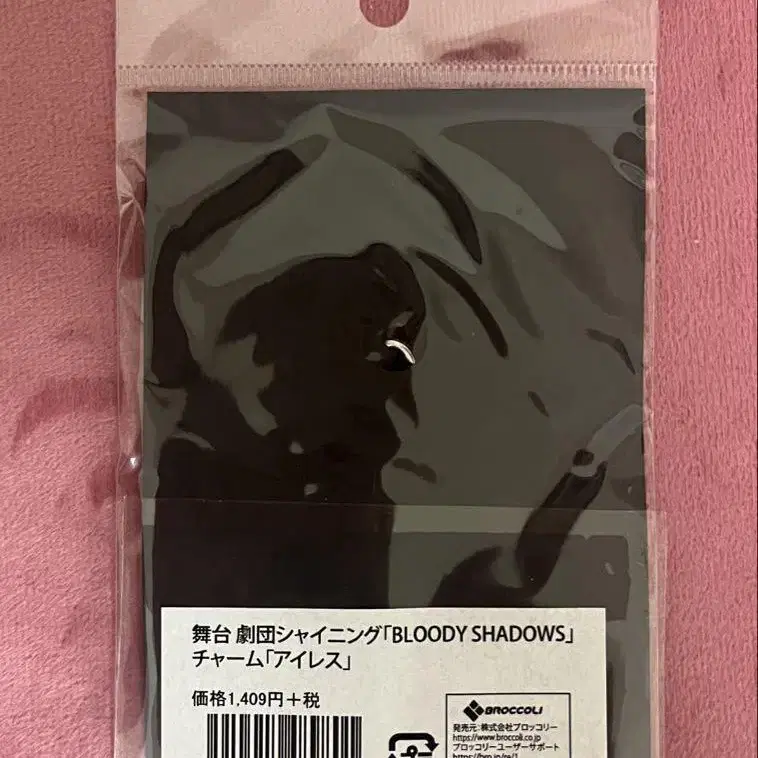 舞台 劇団シャイニング「BLOODY SHADOWS」
チャーム「アイレス」
価格1,409円＋税
BROCCOLI
発売元：株式会社ブロッコリー
https://www.broccoli.co.jp
ブロッコリーユーザーサポート